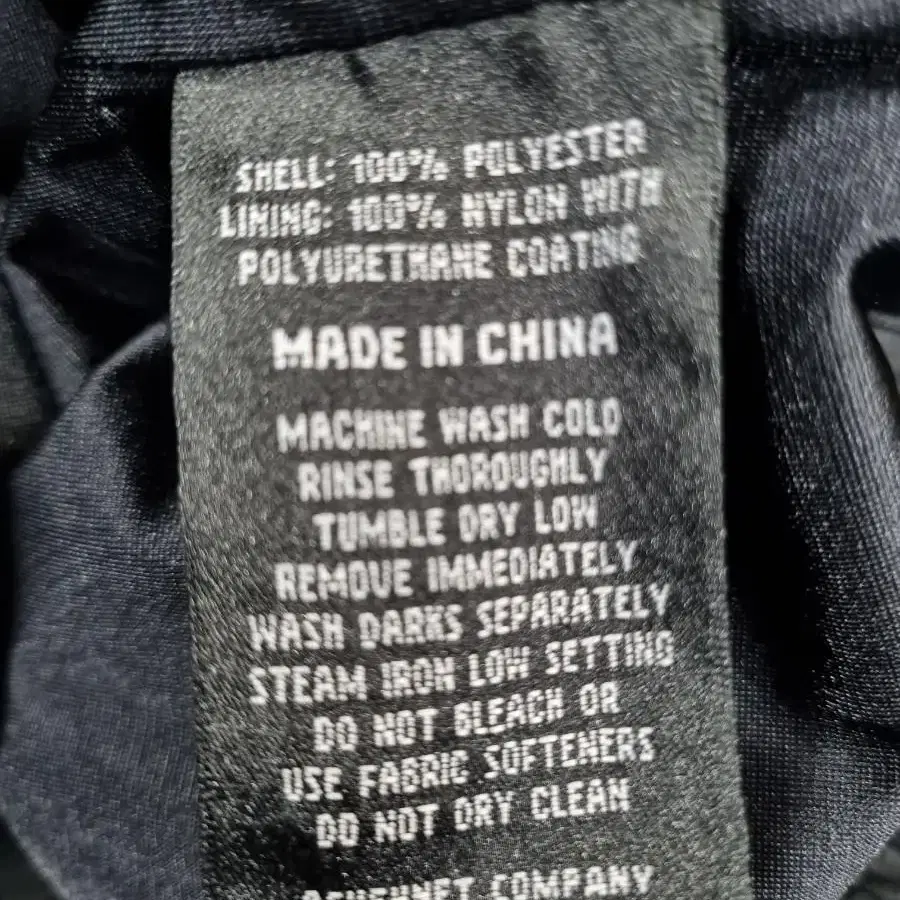 SHELL: 100% POLYESTER
LINING: 100% NYLON WITH
POLYURETHANE COATING
MADE IN CHINA
MACHINE WASH COLD
RINSE THOROUGHLY
TUMBLE DRY LOW
REMOVE IMMEDIATELY
WASH DARKS SEPARATELY
STEAM IRON LOW SETTING
DO NOT BLEACH OR
USE FABRIC SOFTENERS
DO NOT DRY CLEAN
COMPANY